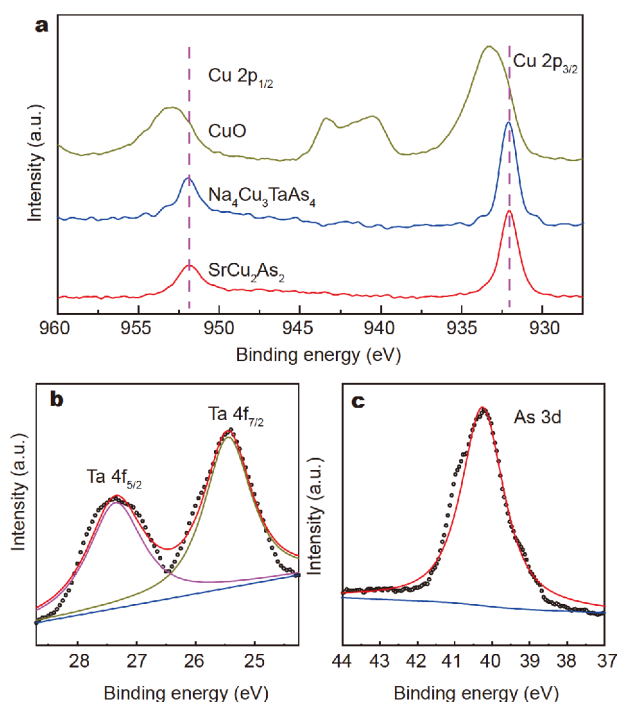 a
Cu 2p1/2
Cu 2p3/2
CuO
Na4Cu3TaAs4
SrCu2As2
Intensity (a.u.)
960 955 950 945 940 935 930
Binding energy (eV)
b
Ta 4f7/2
Ta 4f5/2
Intensity (a.u.)
28 27 26 25
Binding energy (eV)
c
As 3d
Intensity (a.u.)
44 43 42 41 40 39 38 37
Binding energy (eV)